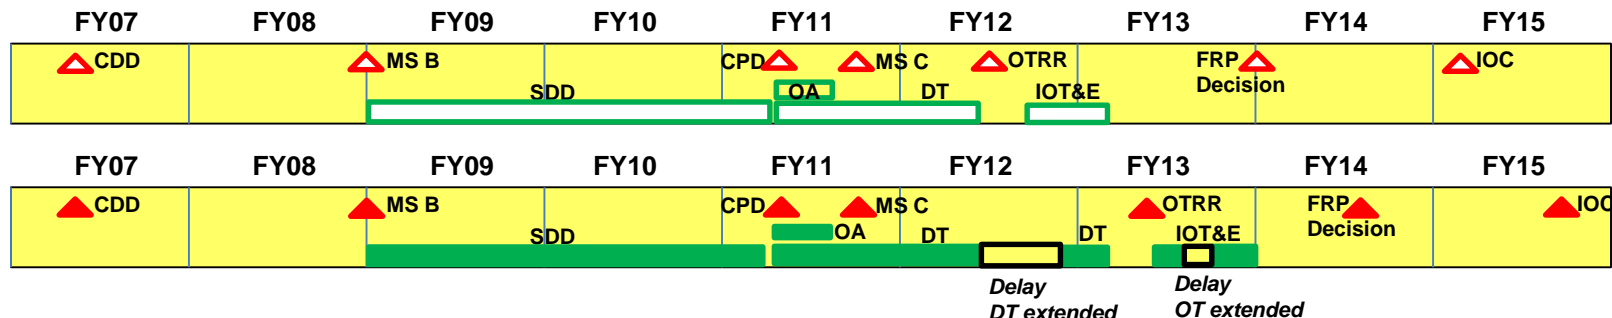 FY07 FY08 FY09 FY10 FY11 FY12 FY13 FY14 FY15
CDD MS B CPD MS C OTRR FRP IOC
Decision
SDD OA DT IOT&E
FY07 FY08 FY09 FY10 FY11 FY12 FY13 FY14 FY15
CDD MS B CPD MS C OTRR FRP IOC
Decision
SDD OA DT DT IOT&E
Delay Delay
DT extended OT extended